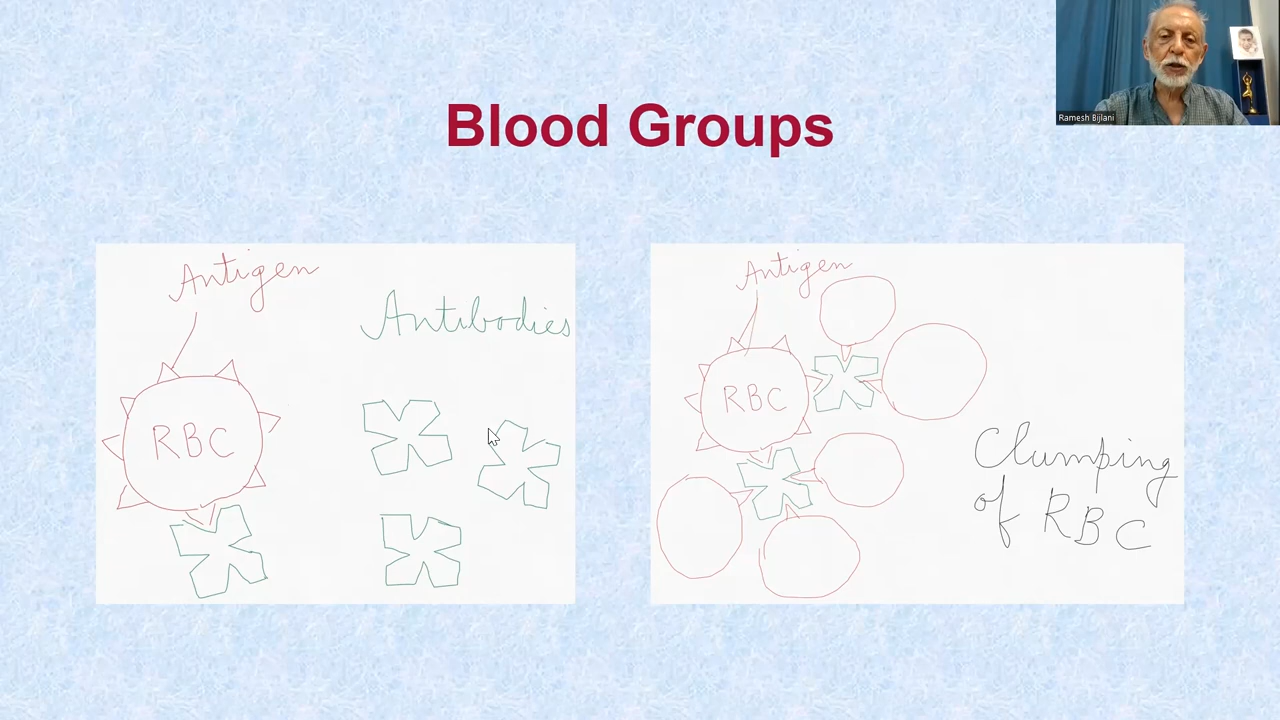 Blood Groups
Ramesh Bijlani
Antigen
Antibodies
RBC
Antigen
RBC
Clumping
of RBC